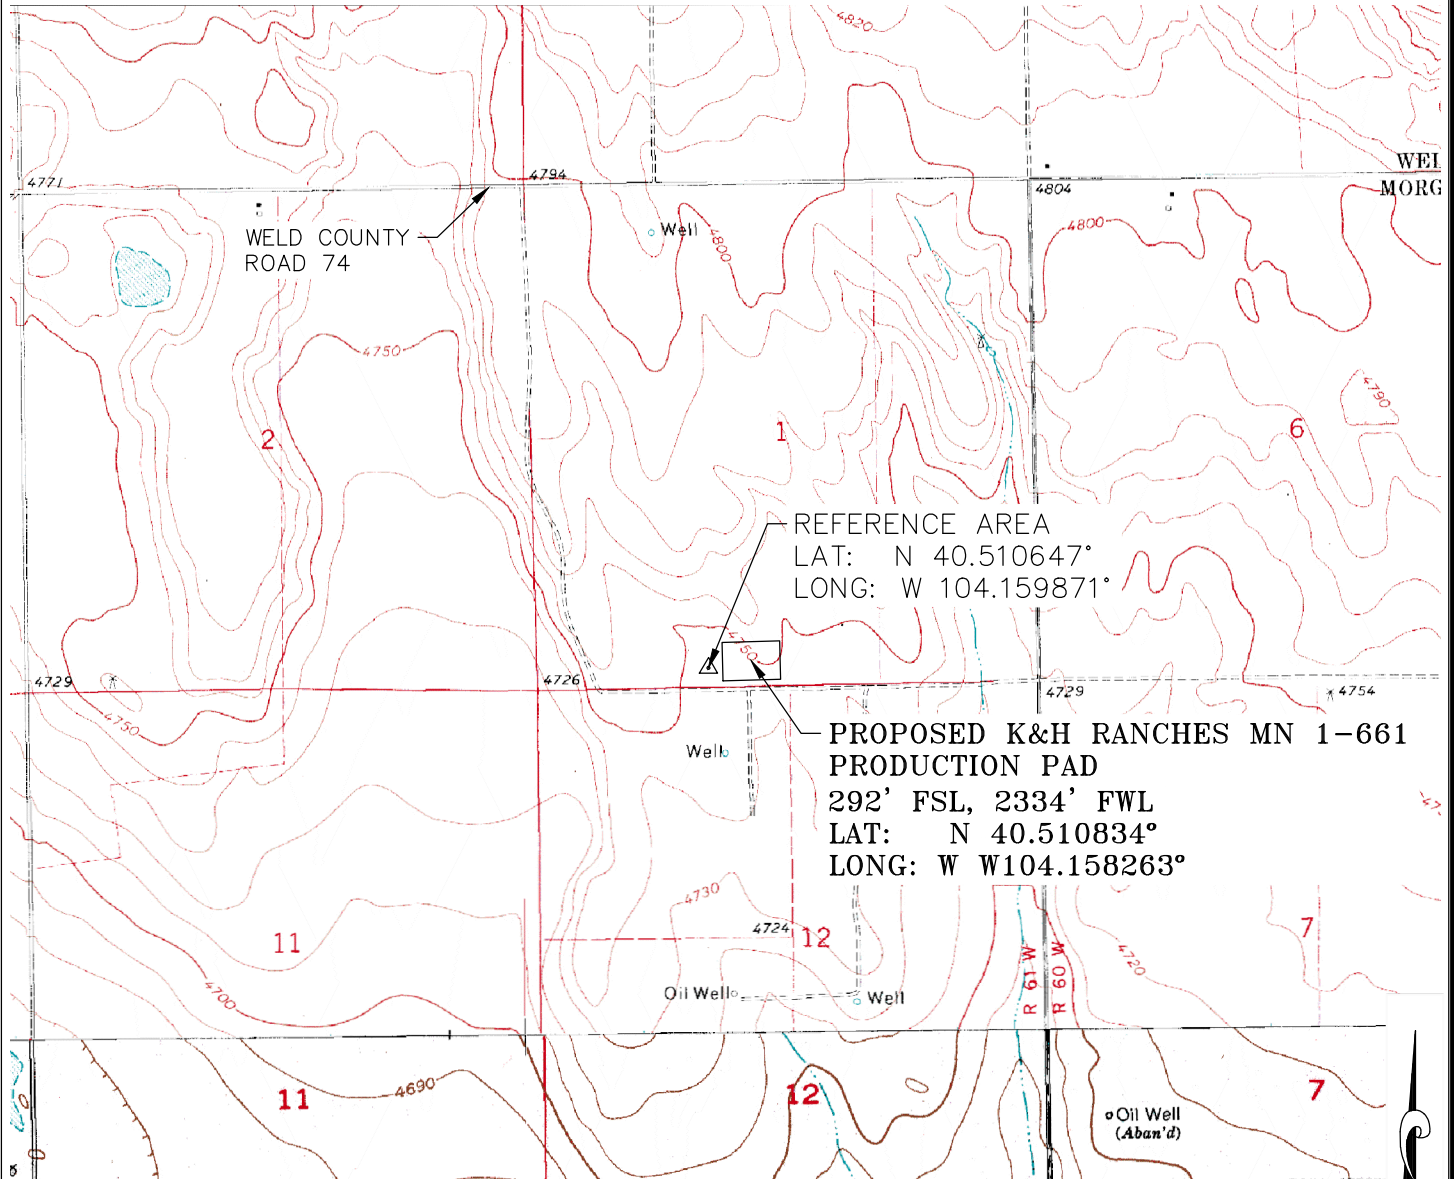 4820
WEL
4771
4794
4804
MORG
WELD COUNTY
ROAD 74
Well
4800
4800
4750
4790
2
1
6
REFERENCE AREA
LAT: N 40.510647°
LONG: W 104.159871°
4750
4729
4726
4729
4754
4750
PROPOSED K&H RANCHES MN 1-661
PRODUCTION PAD
292' FSL, 2334' FWL
LAT: N 40.510834°
LONG: W W104.158263°
Well
47
4730
4724
11
12
7
R 61 W
R 60 W
4720
4700
Oil Well
Well
4690
11
12
7
Oil Well
(Aban'd)